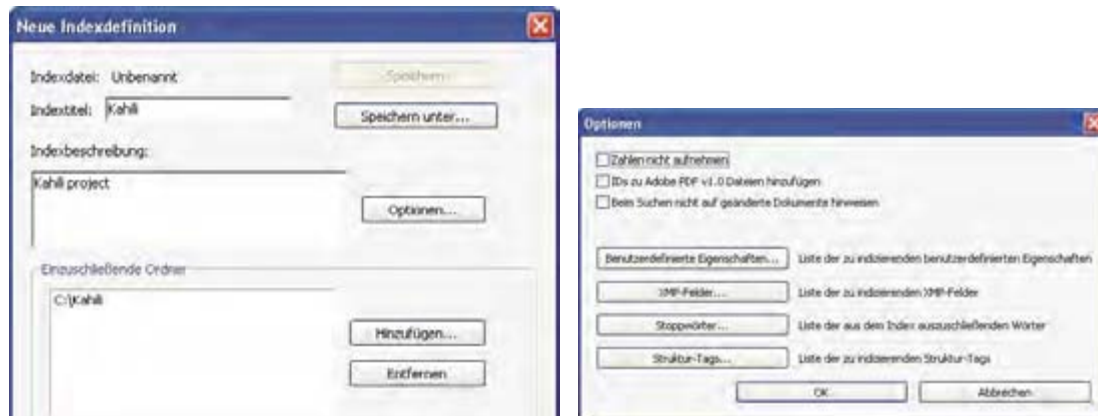 Neue Indexdefinition
Indexdatei: Unbenannt
Speichern
Indextitel: Kahili
Speichern unter...
Indexbeschreibung:
Kahili project
Optionen...
Einzuschließende Ordner
C:\Kahili
Hinzufügen...
Entfernen
Optionen
Zahlen nicht aufnehmen
IDs zu Adobe PDF v1.0 Dateien hinzufügen
Beim Suchen nicht auf geänderte Dokumente hinweisen
Benutzerdefinierte Eigenschaften... Liste der zu indizierenden benutzerdefinierten Eigenschaften
XMP-Felder... Liste der zu indizierenden XMP-Felder
Stoppwörter... Liste der aus dem Index auszuschließenden Wörter
Struktur-Tags... Liste der zu indizierenden Struktur-Tags
OK Abbrechen